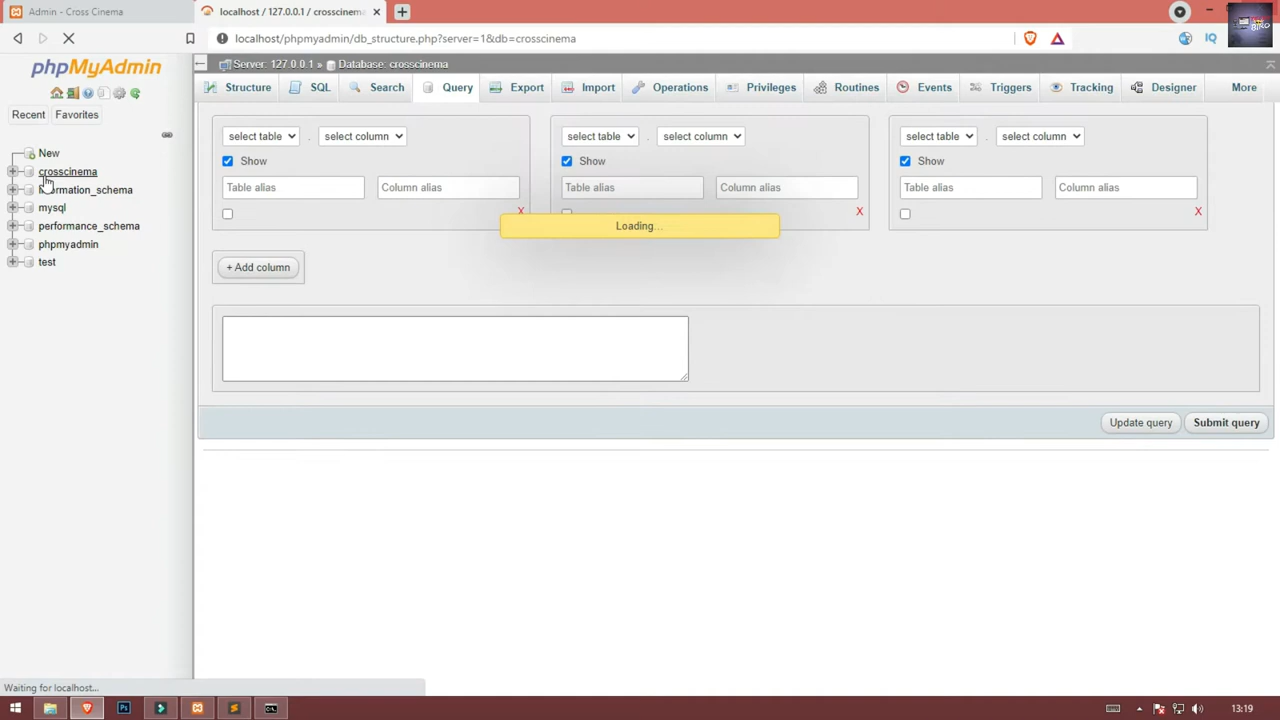 Admin - Cross Cinema
localhost / 127.0.0.1 / crosscinema
localhost/phpmyadmin/db_structure.php?server=1&db=crosscinema
IQ
phpMyAdmin
Recent
Favorites
New
crosscinema
information_schema
mysql
performance_schema
phpmyadmin
test
Server: 127.0.0.1 » Database: crosscinema
Structure SQL Search Query Export Import Operations Privileges Routines Events Triggers Tracking Designer More
select table . select column select table . select column select table . select column
Show Show Show
Table alias Column alias Table alias Column alias Table alias Column alias
X X X
Loading...
+ Add column
Update query Submit query
Waiting for localhost...
Ps
13:19